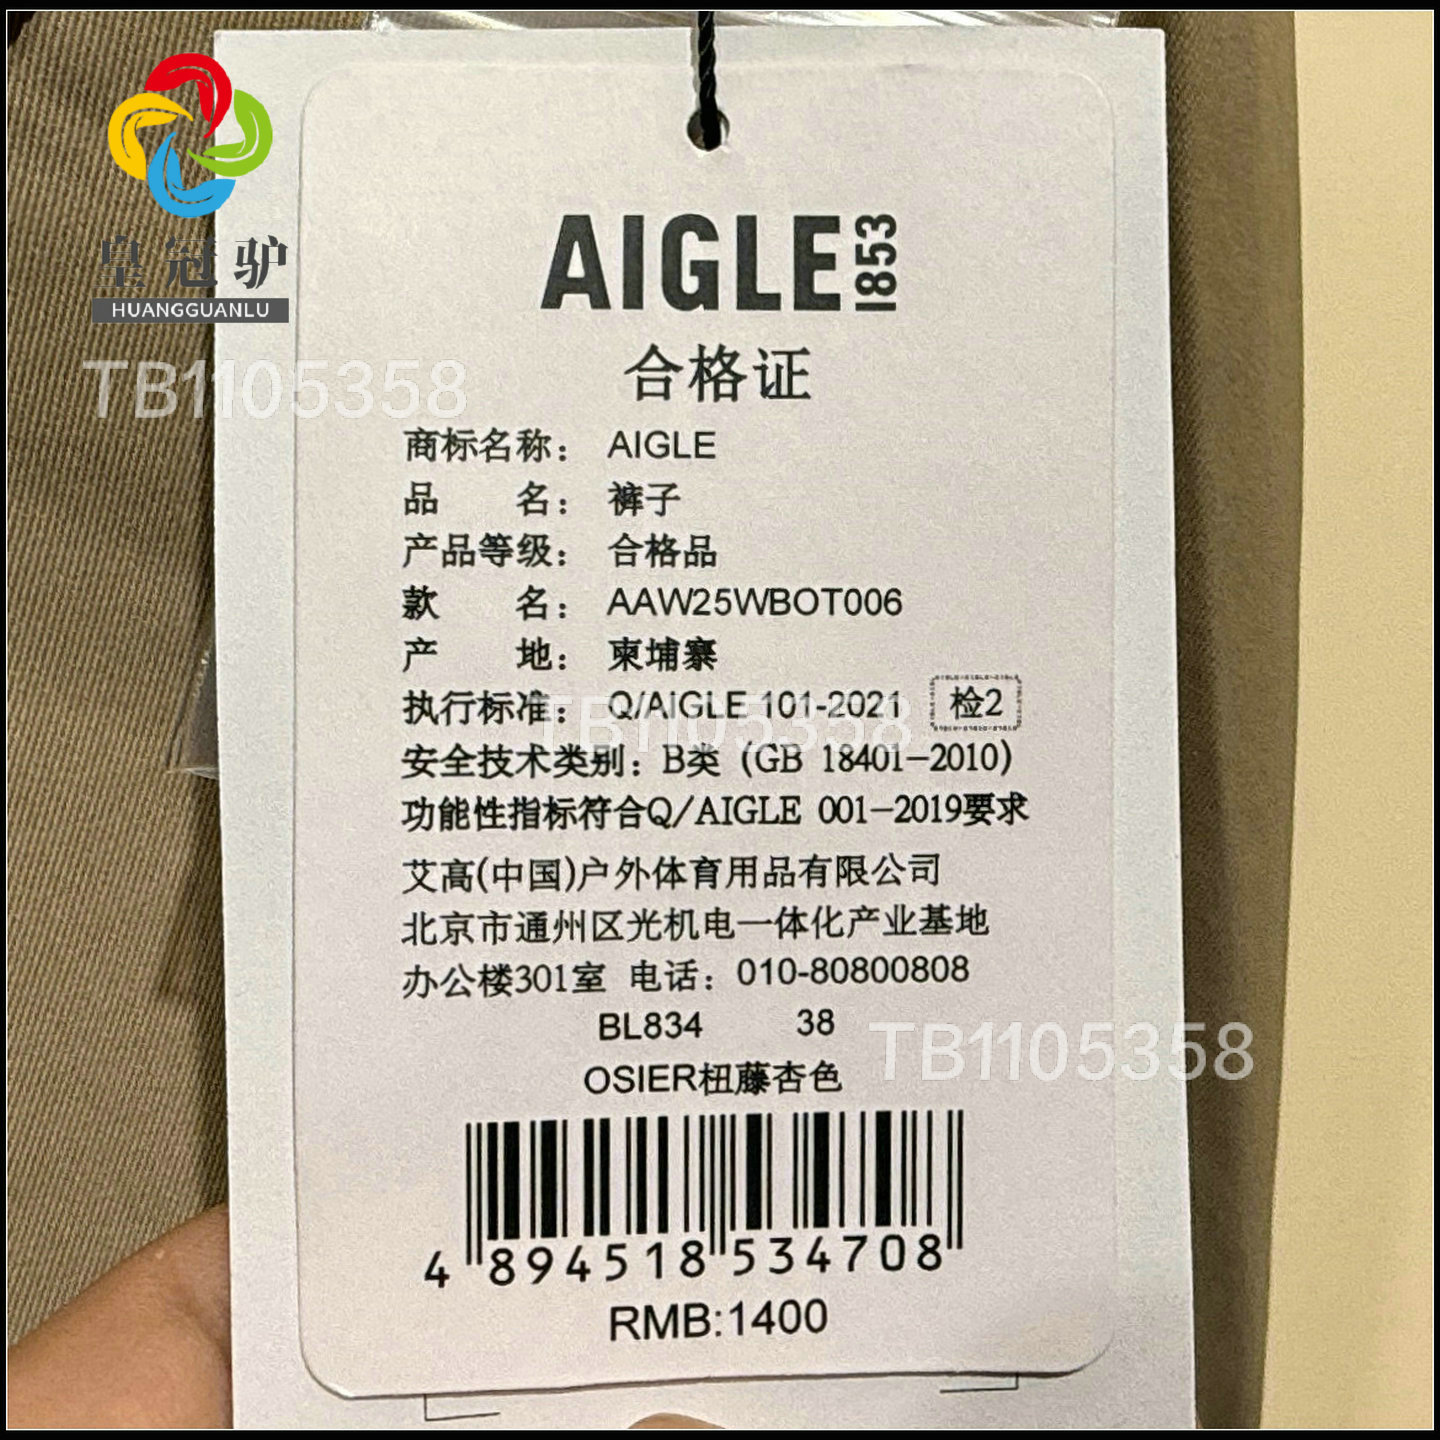 皇冠驴
HUANGGUANLU
TB1105358
AIGLE 1853
合格证
商标名称： AIGLE
品 名： 裤子
产品等级： 合格品
款 名： AAW25WBOT006
产 地： 柬埔寨
执行标准： Q/AIGLE 101-2021 检2
TB1105358
安全技术类别：B类（GB 18401-2010）
功能性指标符合Q/AIGLE 001-2019要求
艾高(中国)户外体育用品有限公司
北京市通州区光机电一体化产业基地
办公楼301室 电话：010-80800808
BL834 38
TB1105358
OSIER杻藤杏色
4 894518 534708
RMB:1400